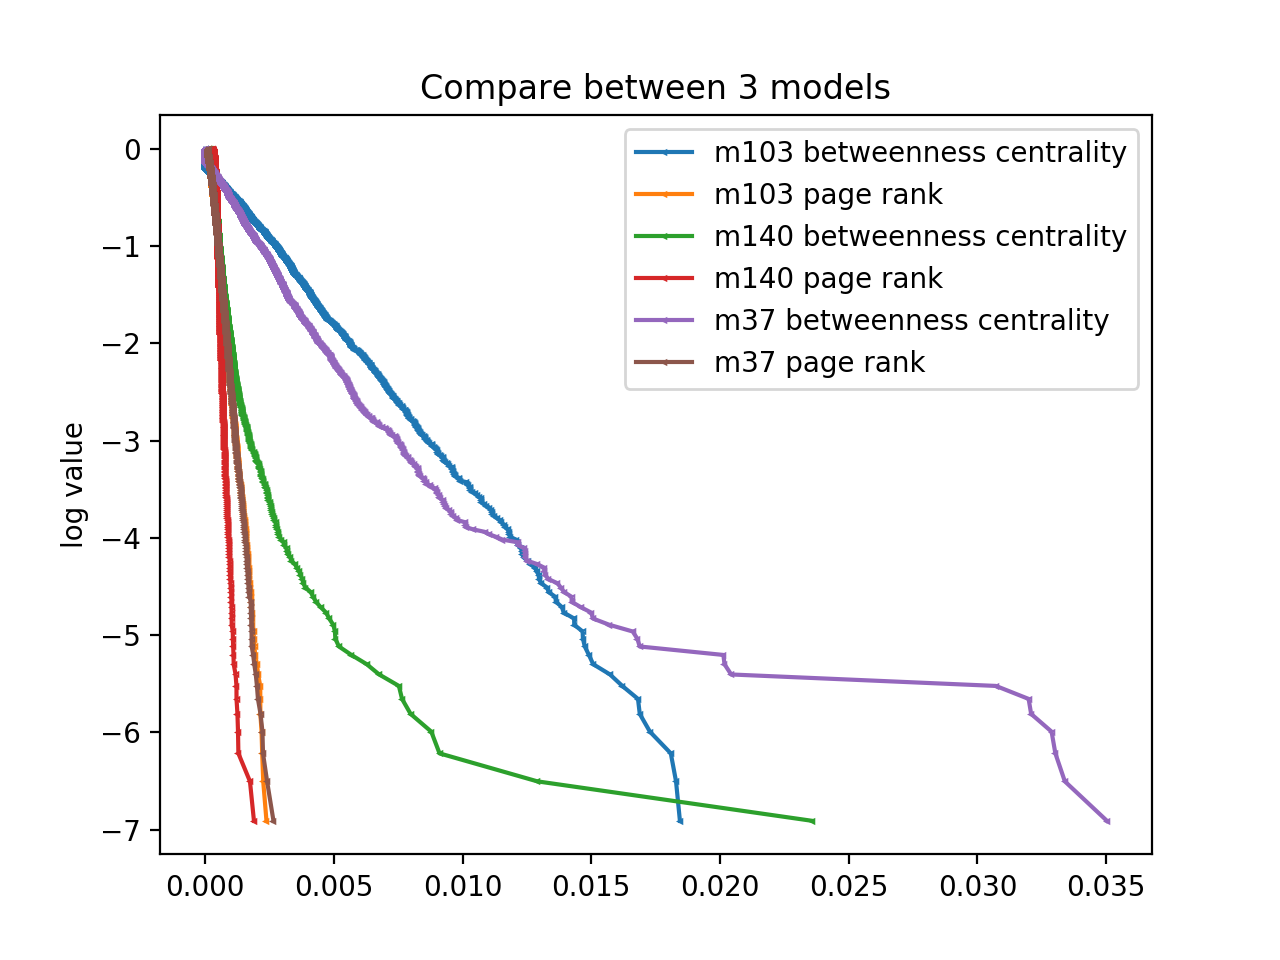 Compare between 3 models
m103 betweenness centrality
m103 page rank
m140 betweenness centrality
m140 page rank
m37 betweenness centrality
m37 page rank
log value
0
−1
−2
−3
−4
−5
−6
−7
0.000 0.005 0.010 0.015 0.020 0.025 0.030 0.035